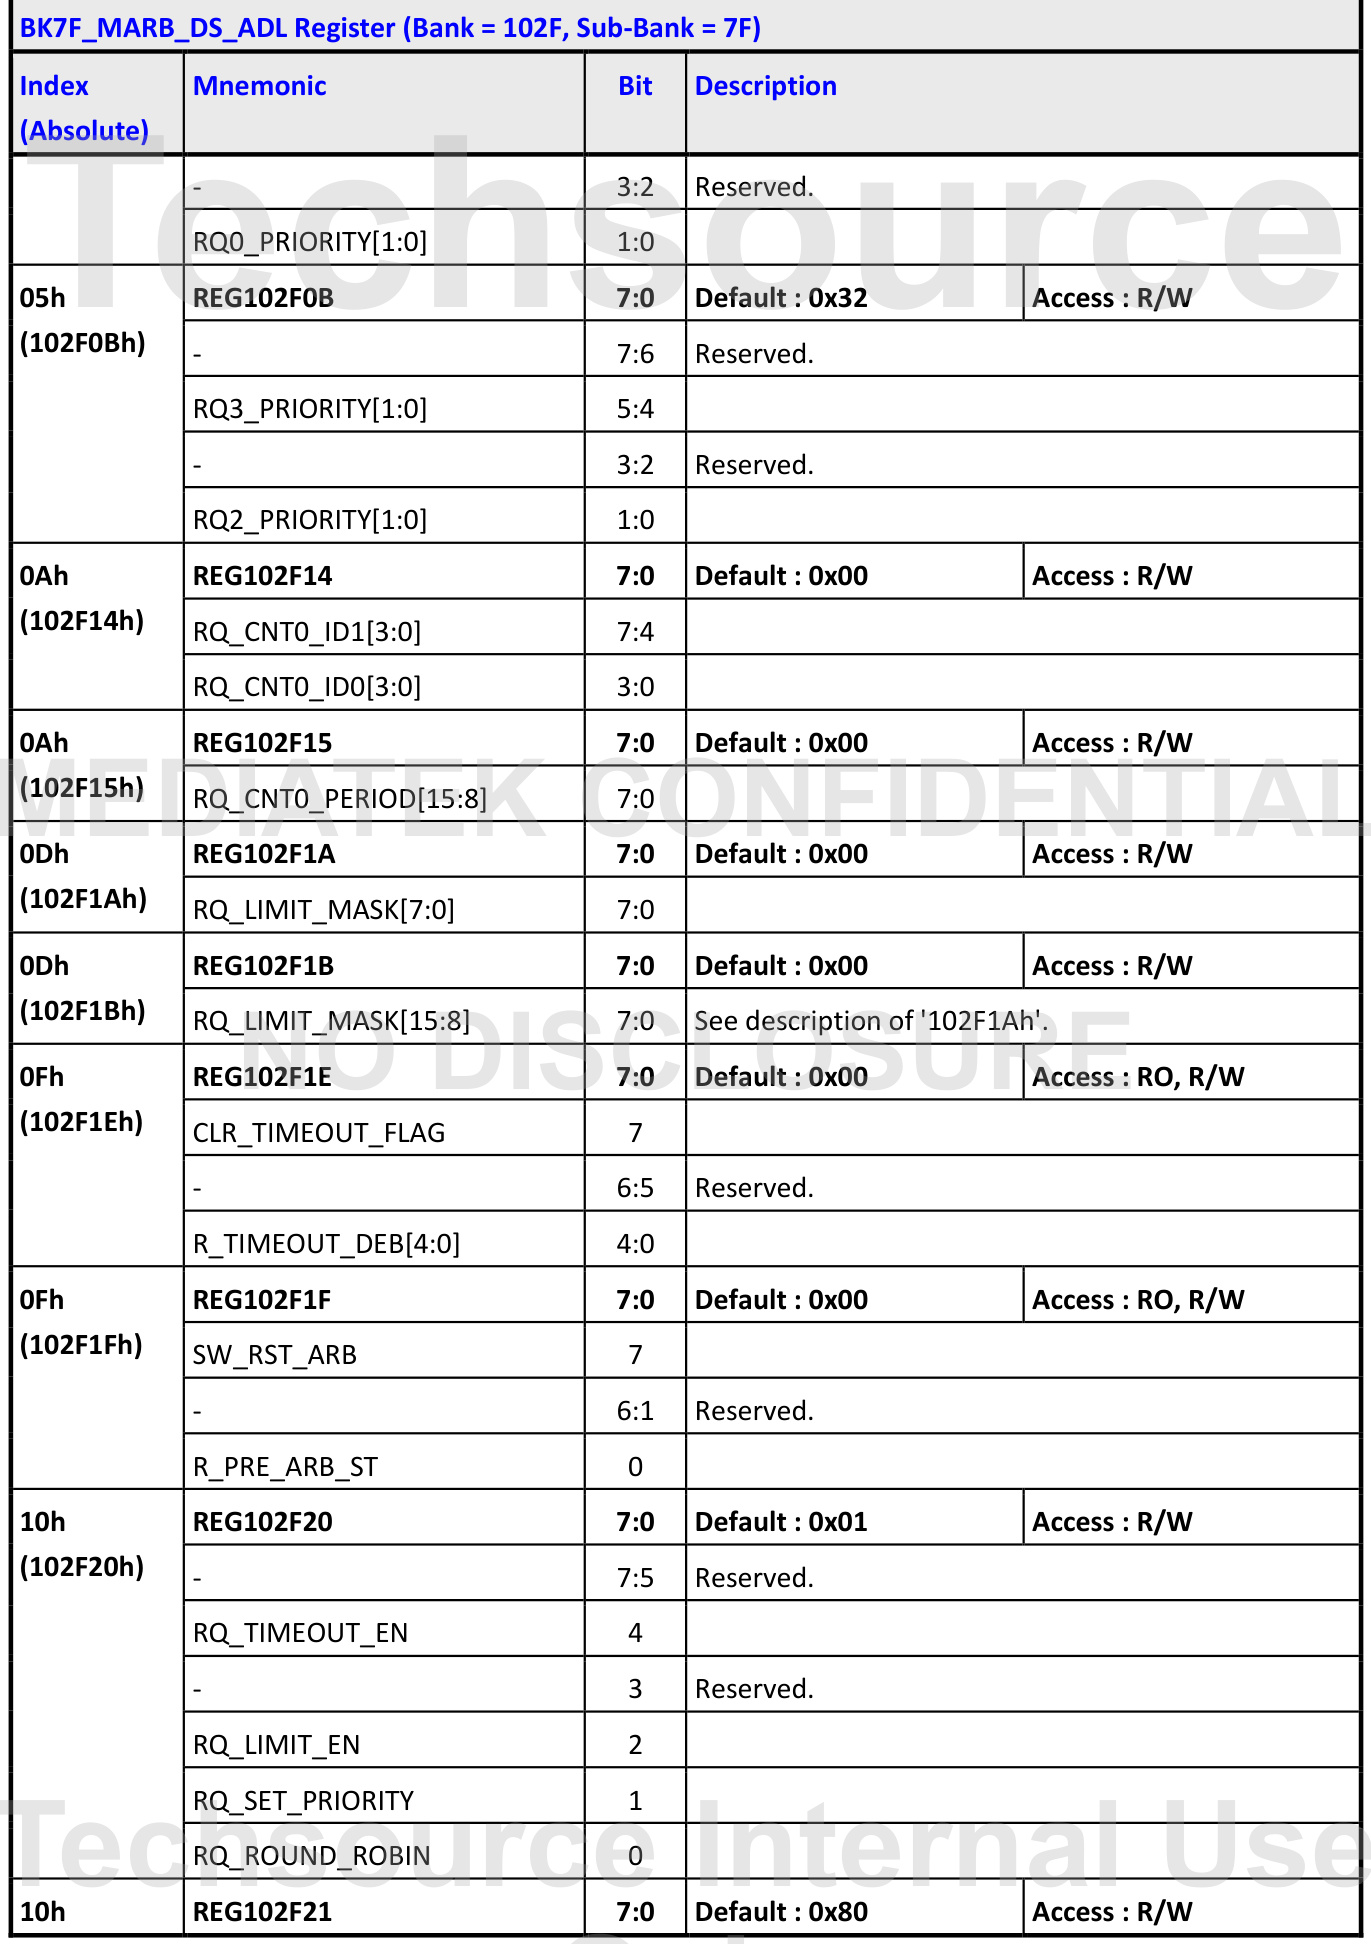 BK7F_MARB_DS_ADL Register (Bank = 102F, Sub-Bank = 7F)
Index (Absolute) Mnemonic Bit Description
- 3:2 Reserved.
RQ0_PRIORITY[1:0] 1:0
05h (102F0Bh) REG102F0B 7:0 Default : 0x32 Access : R/W
- 7:6 Reserved.
RQ3_PRIORITY[1:0] 5:4
- 3:2 Reserved.
RQ2_PRIORITY[1:0] 1:0
0Ah (102F14h) REG102F14 7:0 Default : 0x00 Access : R/W
RQ_CNT0_ID1[3:0] 7:4
RQ_CNT0_ID0[3:0] 3:0
0Ah (102F15h) REG102F15 7:0 Default : 0x00 Access : R/W
RQ_CNT0_PERIOD[15:8] 7:0
0Dh (102F1Ah) REG102F1A 7:0 Default : 0x00 Access : R/W
RQ_LIMIT_MASK[7:0] 7:0
0Dh (102F1Bh) REG102F1B 7:0 Default : 0x00 Access : R/W
RQ_LIMIT_MASK[15:8] 7:0 See description of '102F1Ah'.
0Fh (102F1Eh) REG102F1E 7:0 Default : 0x00 Access : RO, R/W
CLR_TIMEOUT_FLAG 7
- 6:5 Reserved.
R_TIMEOUT_DEB[4:0] 4:0
0Fh (102F1Fh) REG102F1F 7:0 Default : 0x00 Access : RO, R/W
SW_RST_ARB 7
- 6:1 Reserved.
R_PRE_ARB_ST 0
10h (102F20h) REG102F20 7:0 Default : 0x01 Access : R/W
- 7:5 Reserved.
RQ_TIMEOUT_EN 4
- 3 Reserved.
RQ_LIMIT_EN 2
RQ_SET_PRIORITY 1
RQ_ROUND_ROBIN 0
10h REG102F21 7:0 Default : 0x80 Access : R/W
Techsource
MEDIATEK CONFIDENTIAL
NO DISCLOSURE
Techsource Internal Use